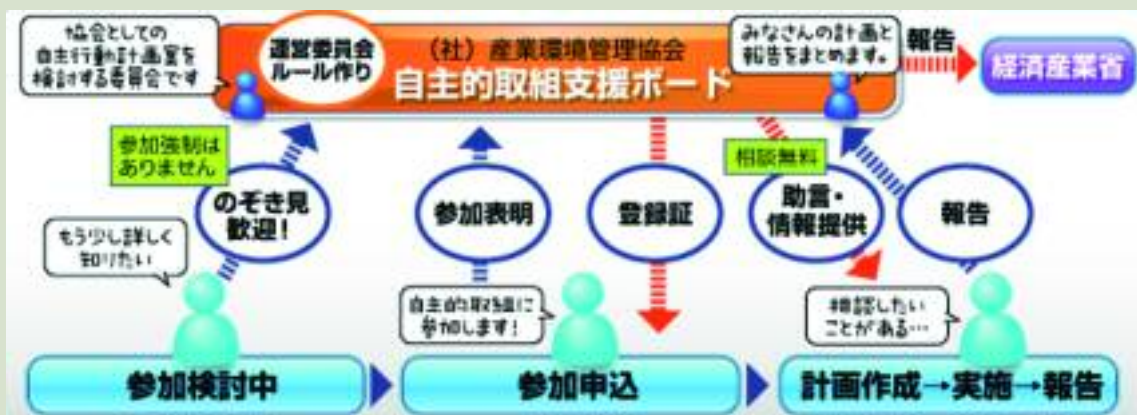 協会としての
自主行動計画案を
検討する委員会です
運営委員会
ルール作り
（社）産業環境管理協会
自主的取組支援ボード
みなさんの計画と
報告をまとめます。
報告
経済産業省
参加強制は
ありません
のぞき見
歓迎！
もう少し詳しく
知りたい
参加表明
自主的取組に
参加します！
登録証
相談無料
助言・
情報提供
報告
相談したい
ことがある…
参加検討中
参加申込
計画作成→実施→報告